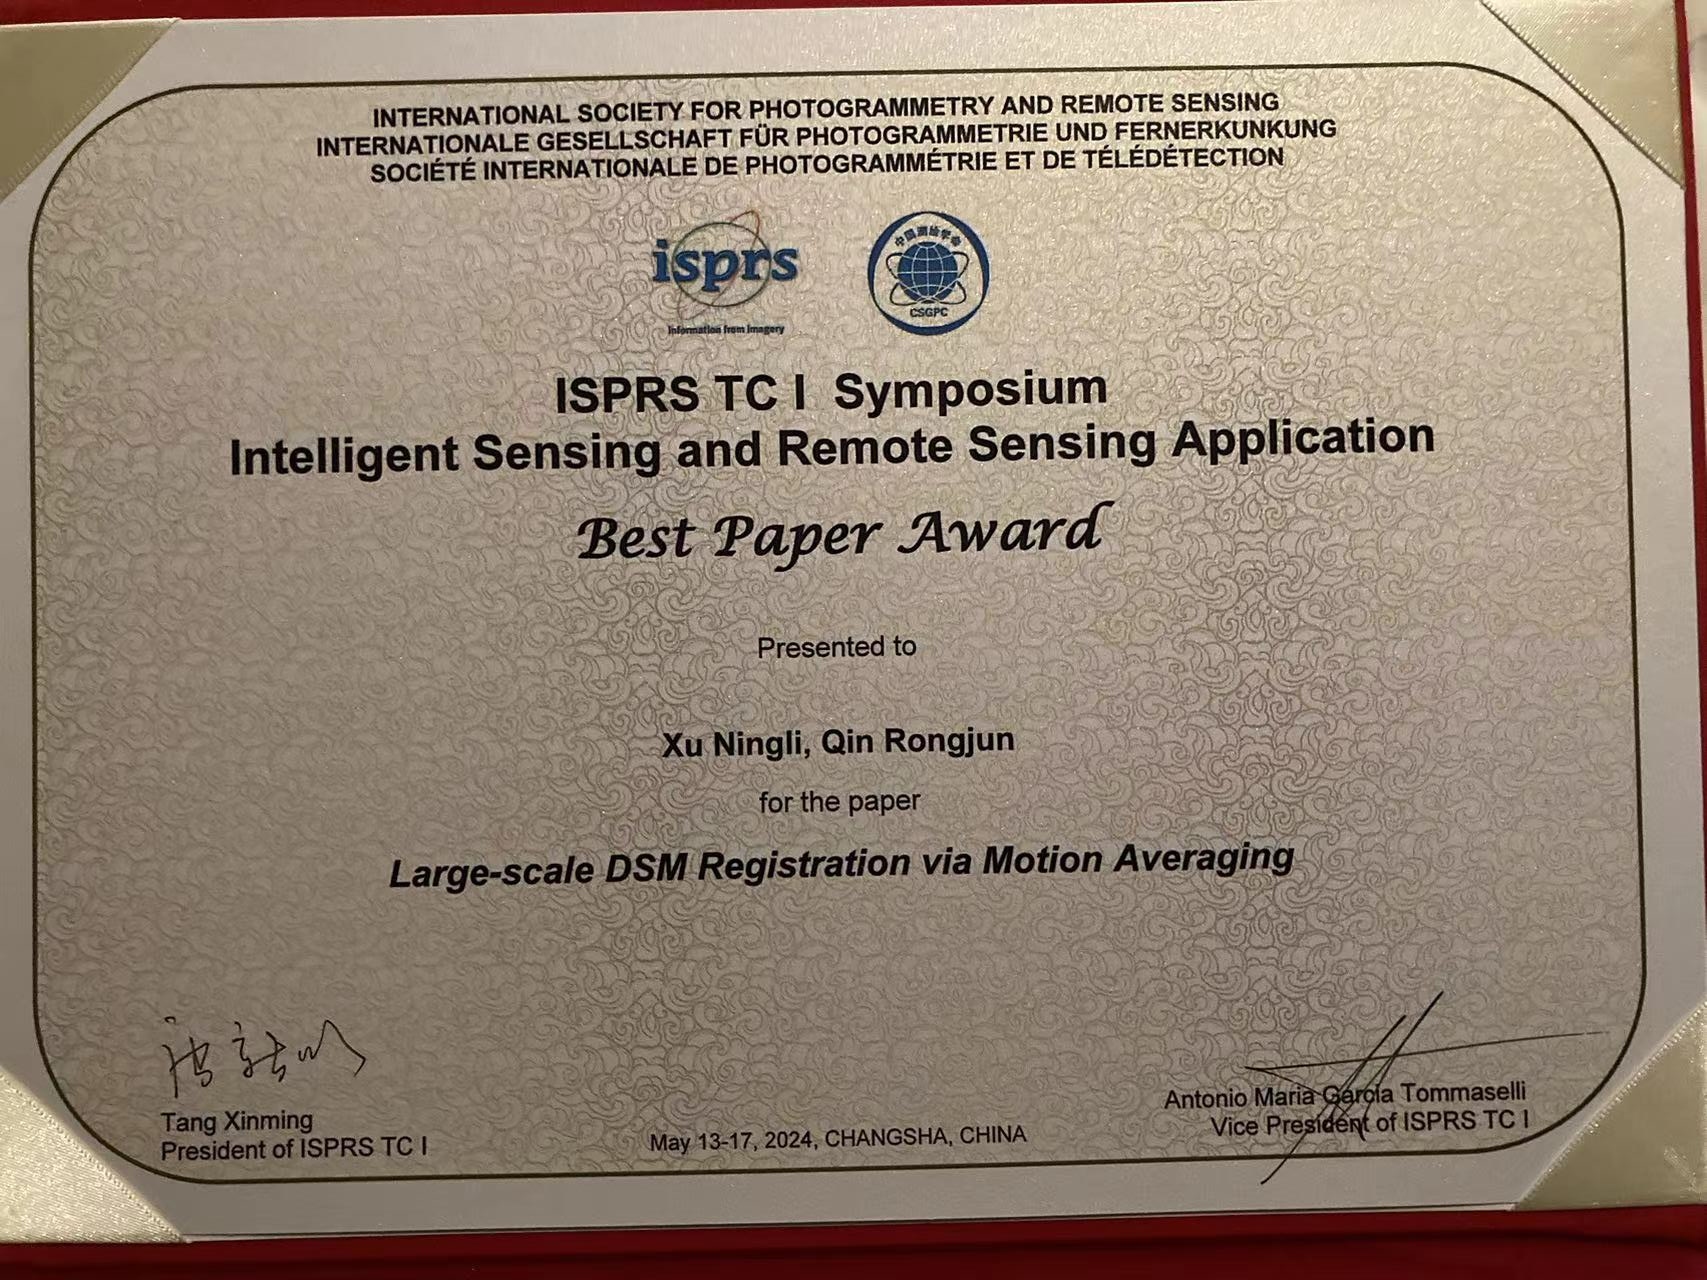 INTERNATIONAL SOCIETY FOR PHOTOGRAMMETRY AND REMOTE SENSING
INTERNATIONALE GESELLSCHAFT FÜR PHOTOGRAMMETRIE UND FERNERKUNKUNG
SOCIÉTÉ INTERNATIONALE DE PHOTOGRAMMÉTRIE ET DE TÉLÉDÉTECTION
isprs
Information from Imagery
中国测绘学会
CSGPC
ISPRS TC I Symposium
Intelligent Sensing and Remote Sensing Application
Best Paper Award
Presented to
Xu Ningli, Qin Rongjun
for the paper
Large-scale DSM Registration via Motion Averaging
Tang Xinming
President of ISPRS TC I
May 13-17, 2024, CHANGSHA, CHINA
Antonio Maria Garcia Tommaselli
Vice President of ISPRS TC I